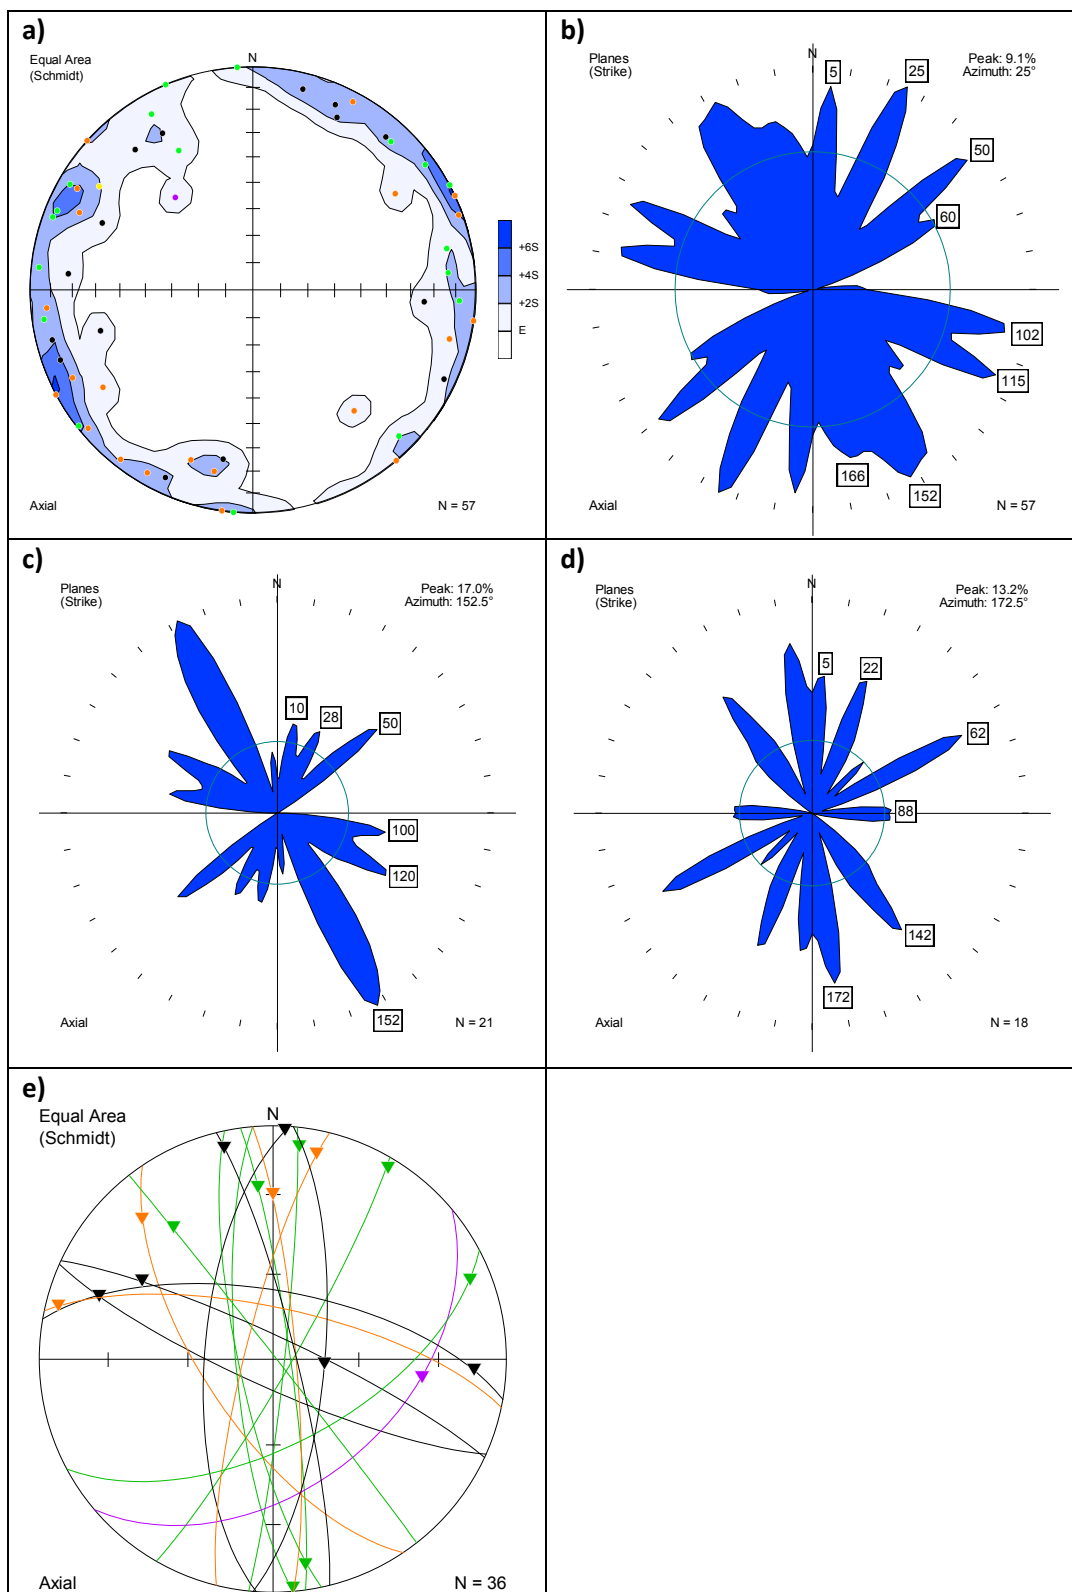 a)
Equal Area
(Schmidt)
N
+6S
+4S
+2S
E
Axial
N = 57
b)
Planes
(Strike)
N
Peak: 9.1%
Azimuth: 25°
5
25
50
60
102
115
166
152
Axial
N = 57
c)
Planes
(Strike)
N
Peak: 17.0%
Azimuth: 152.5°
10
28
50
100
120
152
Axial
N = 21
d)
Planes
(Strike)
N
Peak: 13.2%
Azimuth: 172.5°
5
22
62
88
142
172
Axial
N = 18
e)
Equal Area
(Schmidt)
N
Axial
N = 36